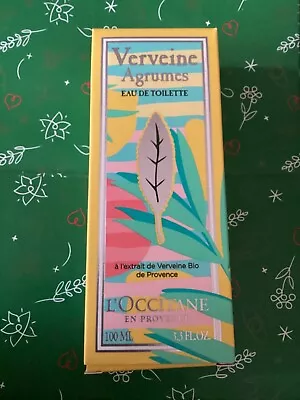 Verveine
Agrumes
EAU DE TOILETTE
à l'extrait de Verveine Bio
de Provence
L'OCCITANE
EN PROVENCE
100 ML 3.3 FL.OZ